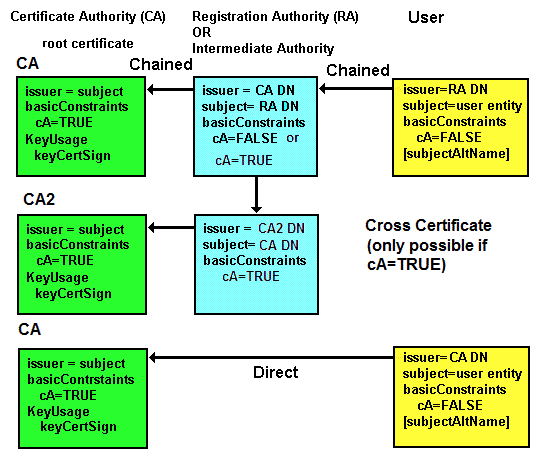 Certificate Authority (CA)
root certificate
Registration Authority (RA)
OR
Intermediate Authority
User
CA
Chained
Chained
issuer = subject
basicConstraints
cA=TRUE
KeyUsage
keyCertSign
issuer = CA DN
subject= RA DN
basicConstraints
cA=FALSE or
cA=TRUE
issuer=RA DN
subject=user entity
basicConstraints
cA=FALSE
[subjectAltName]
CA2
issuer = subject
basicConstraints
cA=TRUE
KeyUsage
keyCertSign
issuer = CA2 DN
subject= CA DN
basicConstraints
cA=TRUE
Cross Certificate
(only possible if
cA=TRUE)
CA
issuer = subject
basicContrstaints
cA=TRUE
KeyUsage
keyCertSign
Direct
issuer=CA DN
subject=user entity
basicConstraints
cA=FALSE
[subjectAltName]